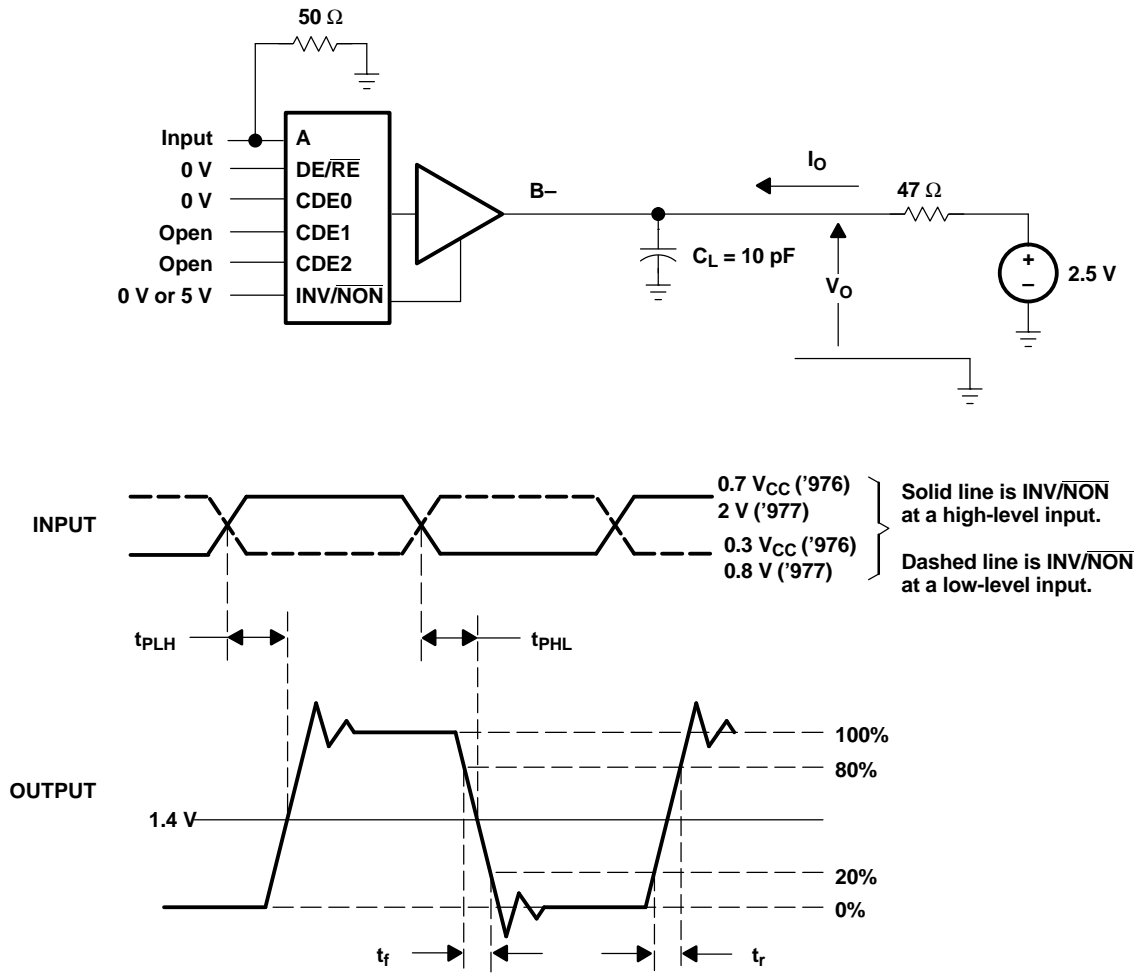 50 Ω
Input
A
0 V
DE/RE
0 V
CDE0
Open
CDE1
Open
CDE2
0 V or 5 V
INV/NON
B–
IO
47 Ω
CL = 10 pF
VO
+
–
2.5 V
INPUT
0.7 VCC ('976)
2 V ('977)
0.3 VCC ('976)
0.8 V ('977)
Solid line is INV/NON
at a high-level input.
Dashed line is INV/NON
at a low-level input.
tPLH
tPHL
OUTPUT
1.4 V
100%
80%
20%
0%
tf
tr